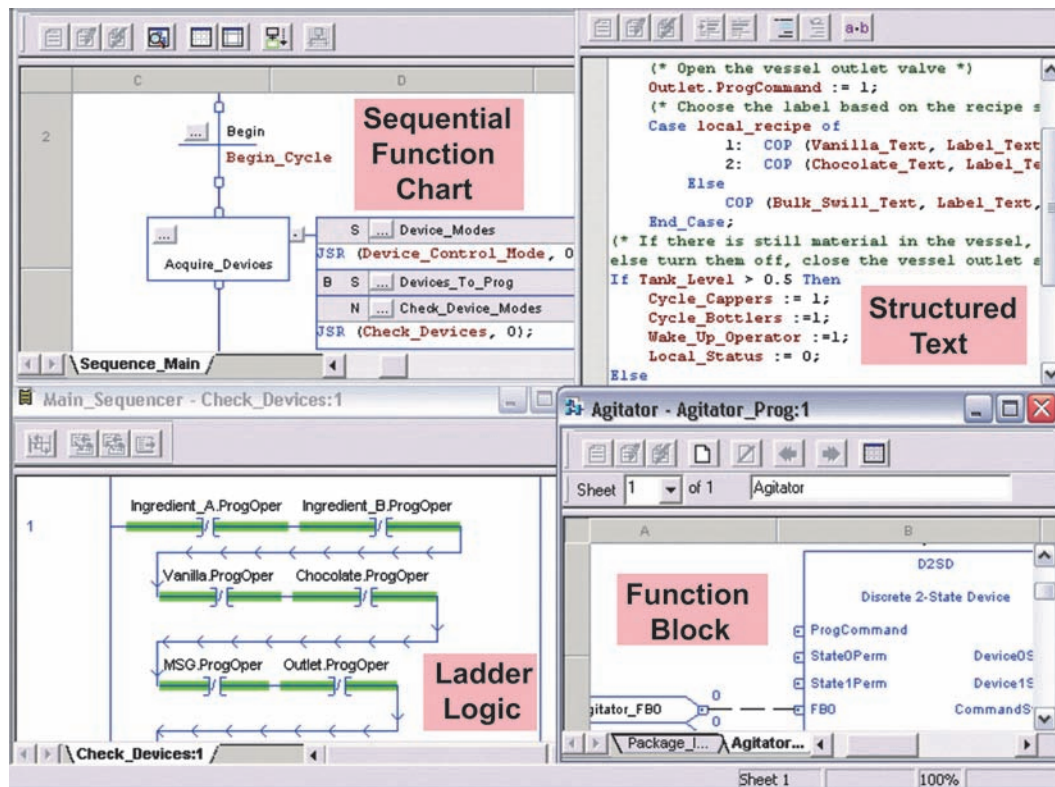 C
D
2
...
Begin
Begin_Cycle
Sequential
Function
Chart
...
Acquire_Devices
S ... Device_Modes
JSR (Device_Control_Mode, 0
B S ... Devices_To_Prog
N ... Check_Device_Modes
JSR (Check_Devices, 0);
Sequence_Main
a•b
(* Open the vessel outlet valve *)
Outlet.ProgCommand := 1;
(* Choose the label based on the recipe s
Case local_recipe of
1: COP (Vanilla_Text, Label_Text
2: COP (Chocolate_Text, Label_Te
Else
COP (Bulk_Swill_Text, Label_Text,
End_Case;
(* If there is still material in the vessel,
else turn them off, close the vessel outlet a
If Tank_Level > 0.5 Then
Cycle_Cappers := 1;
Cycle_Bottlers :=1;
Wake_Up_Operator :=1;
Local_Status := 0;
Else
Structured
Text
Main_Sequencer - Check_Devices:1
1
Ingredient_A.ProgOper Ingredient_B.ProgOper
Vanilla.ProgOper Chocolate.ProgOper
MSG.ProgOper Outlet.ProgOper
Ladder
Logic
Check_Devices:1
Agitator - Agitator_Prog:1
Sheet 1 of 1 Agitator
A
B
Function
Block
D2SD
Discrete 2-State Device
ProgCommand
State0Perm Device0S
State1Perm Device1S
FBO CommandS
gitator_FBO
0
0
Package_I... Agitator...
Sheet 1 100%